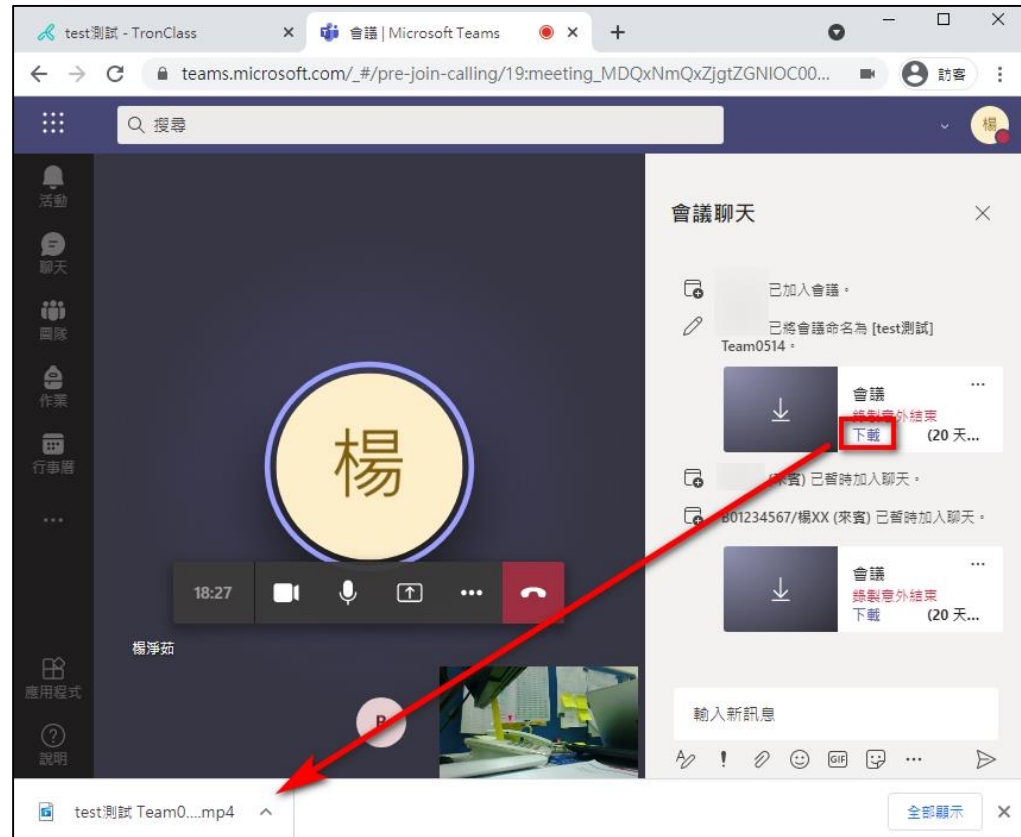 test測試 - TronClass
會議 | Microsoft Teams
teams.microsoft.com/_#/pre-join-calling/19:meeting_MDQxNmQxZjgtZGNlOC00...
訪客
搜尋
楊
活動
聊天
團隊
作業
行事曆
應用程式
說明
楊
18:27
楊淨茹
會議聊天
已加入會議。
已將會議命名為 [test測試]
Team0514。
會議
錄製意外結束
下載 (20 天...
(來賓) 已暫時加入聊天。
B01234567/楊XX (來賓) 已暫時加入聊天。
會議
錄製意外結束
下載 (20 天...
輸入新訊息
GIF
test測試 Team0....mp4
全部顯示